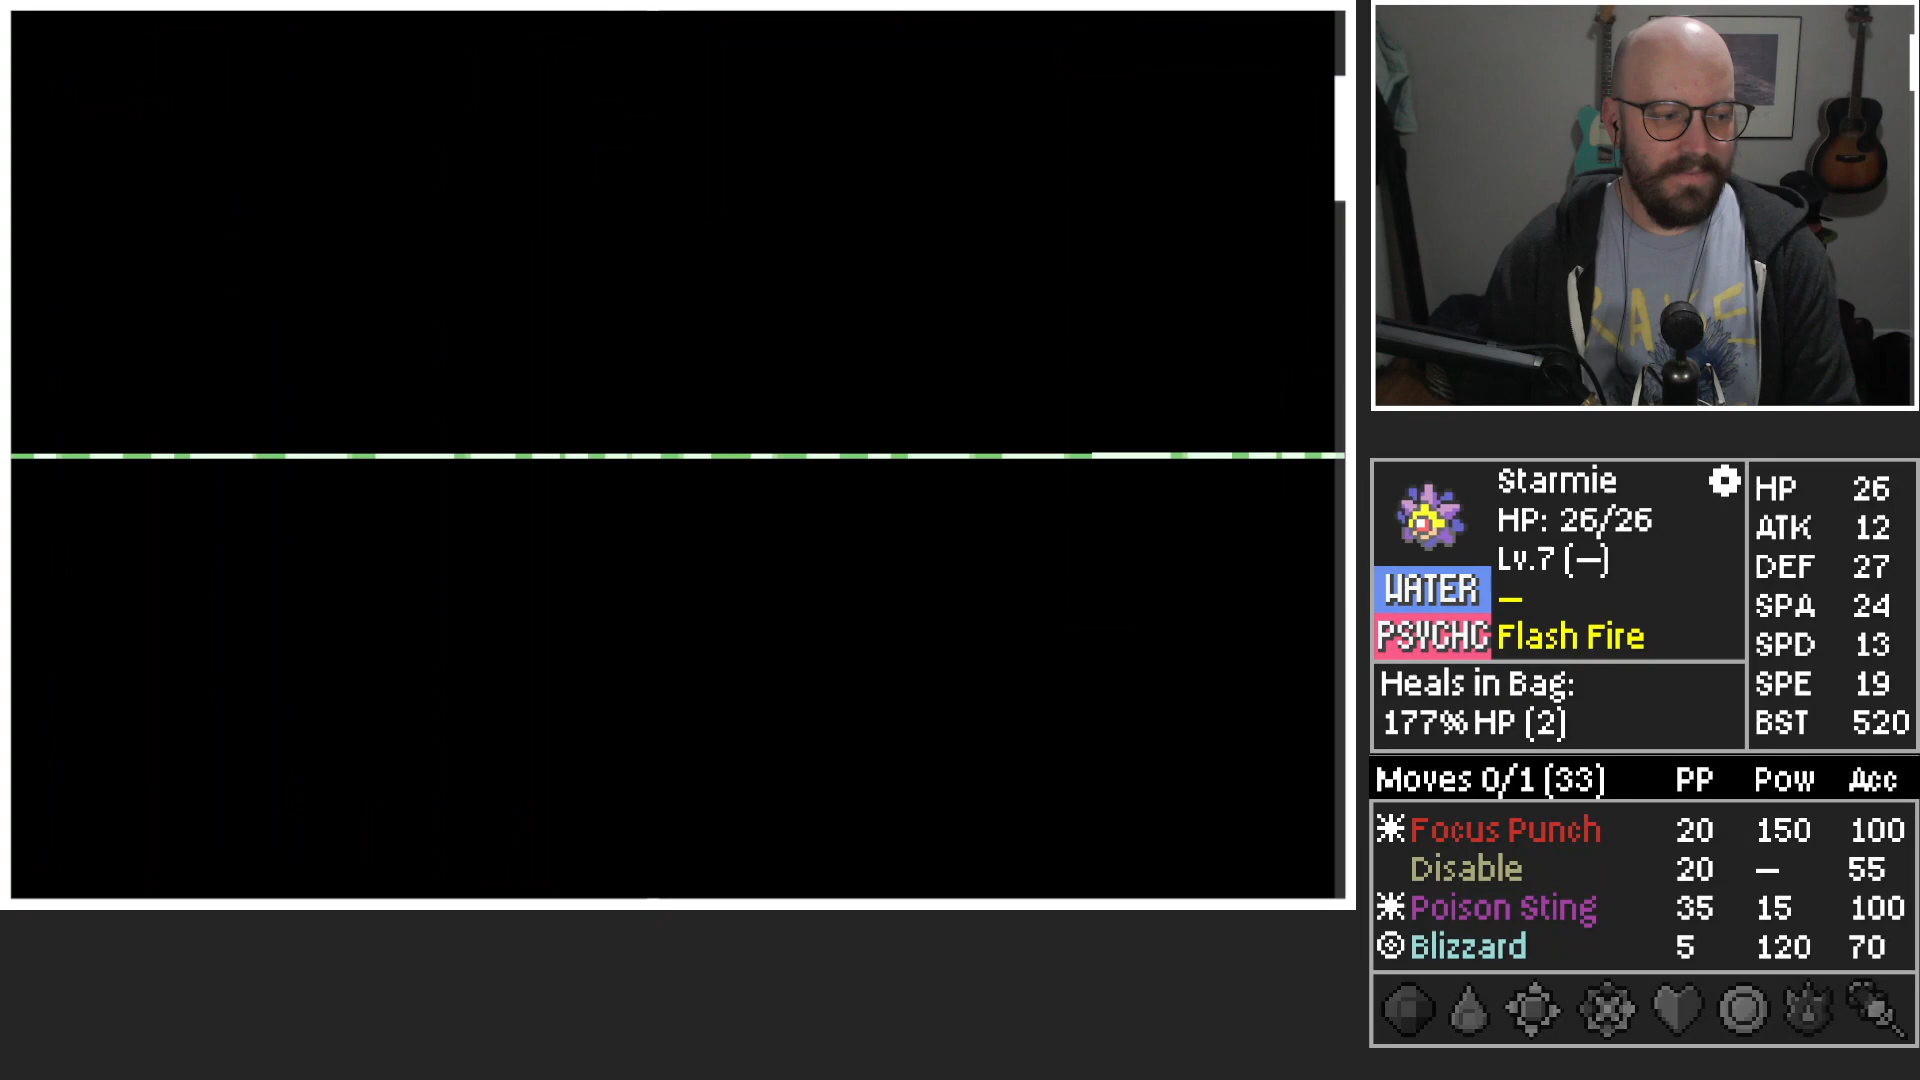 Starmie
HP: 26/26
Lv.7 (—)
—
WATER
PSYCHC
Flash Fire
HP 26
ATK 12
DEF 27
SPA 24
SPD 13
SPE 19
BST 520
Heals in Bag:
177% HP (2)
Moves 0/1 (33) PP Pow Acc
Focus Punch 20 150 100
Disable 20 — 55
Poison Sting 35 15 100
Blizzard 5 120 70